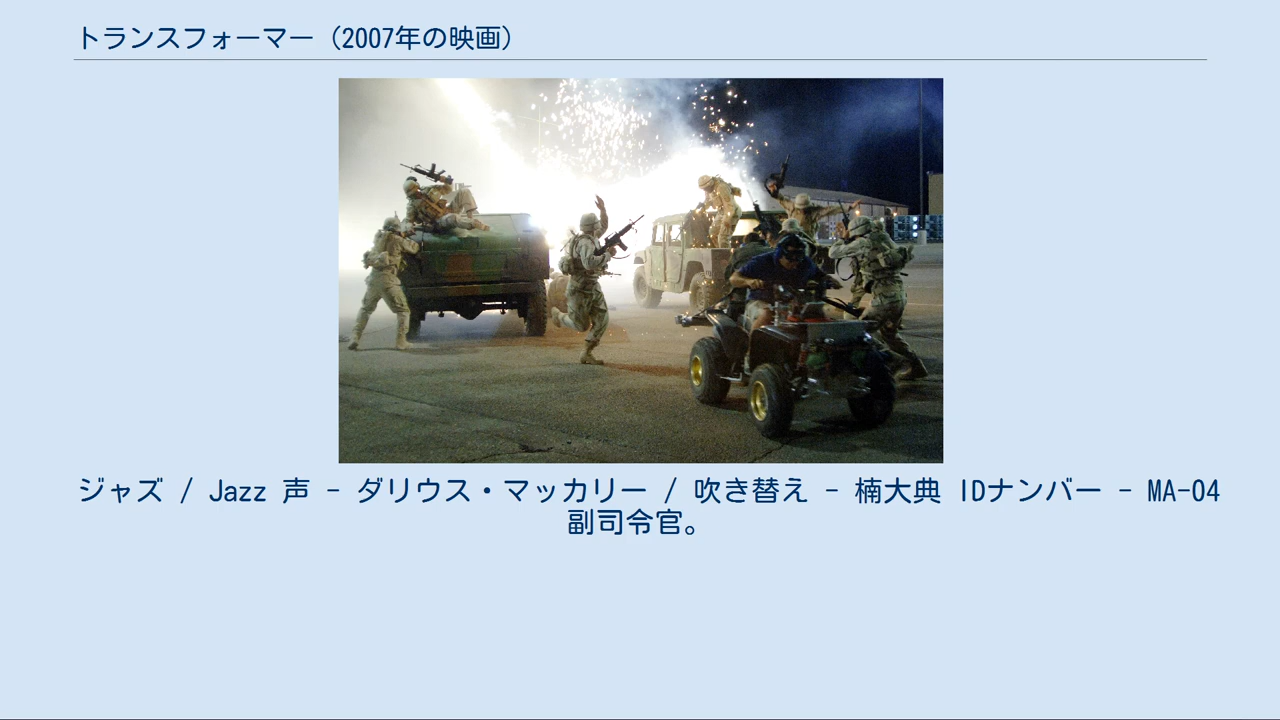 トランスフォーマー（2007年の映画）
ジャズ / Jazz 声 - ダリウス・マッカリー / 吹き替え - 楠大典 IDナンバー - MA-04
副司令官。